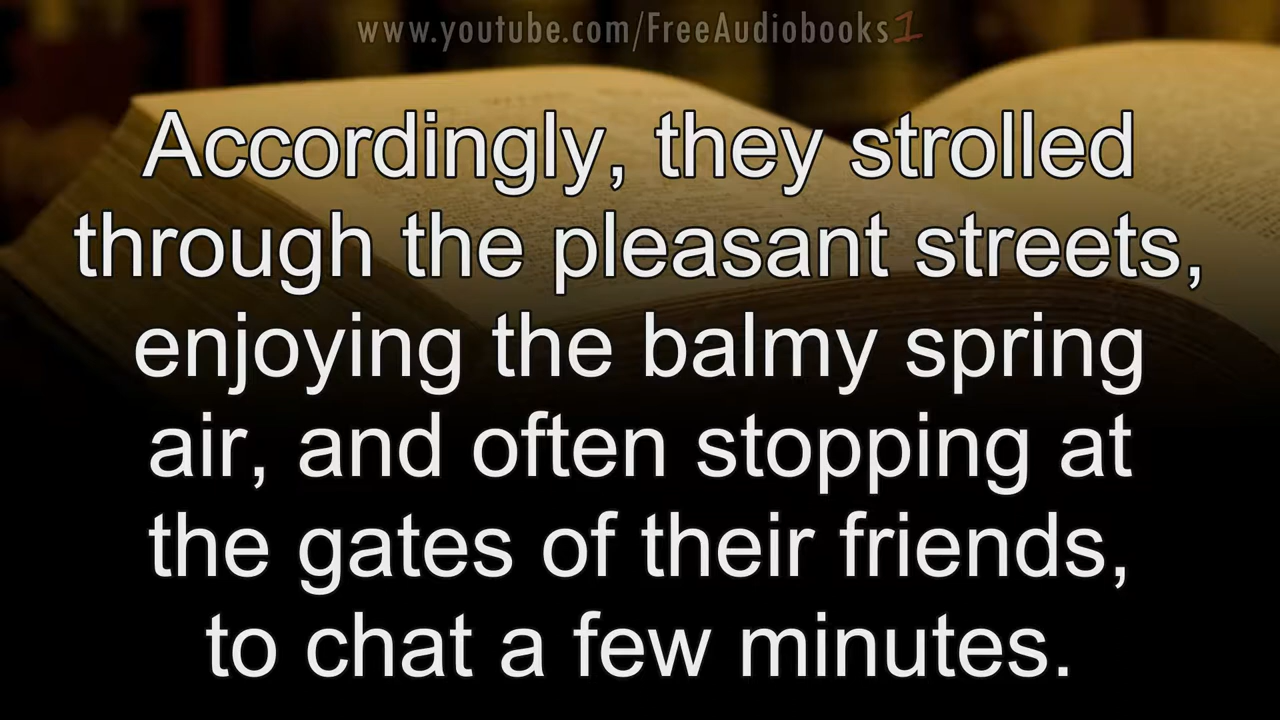 www.youtube.com/FreeAudiobooks1
Accordingly, they strolled
through the pleasant streets,
enjoying the balmy spring
air, and often stopping at
the gates of their friends,
to chat a few minutes.